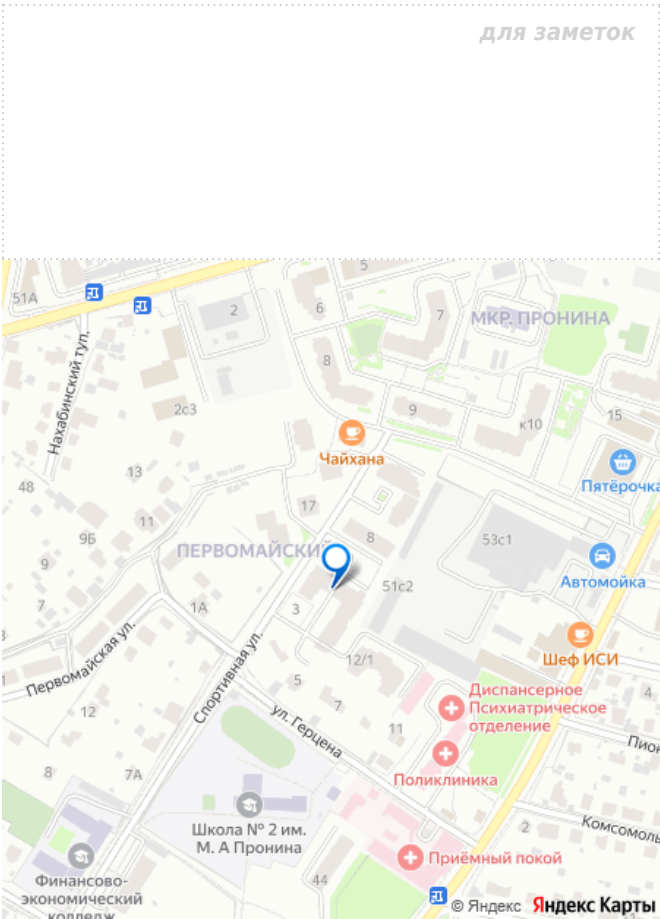 для заметок
5
51А
2
6
7
МКР. ПРОНИНА
Нахабинский туп.
8
2с3
9
15
к10
Чайхана
Пятёрочка
13
48
17
11
53с1
9Б
8
ПЕРВОМАЙСКИЙ
9
Автомойка
51с2
7
1А
3
Шеф ИСИ
Первомайская ул.
Спортивная ул.
12/1
1
5
Диспансерное
Психиатрическое
отделение
4
7
12
ул. Герцена
11
8
7А
Поликлиника
2
Школа № 2 им.
М. А Пронина
Приёмный покой
44
Финансово-
экономический
колледж
© Яндекс Яндекс Карты